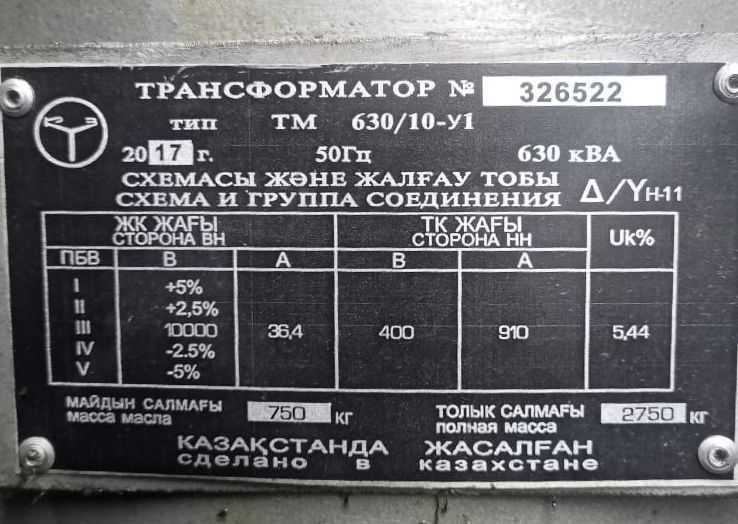 ТРАНСФОРМАТОР № 326522
ТИП ТМ 630/10-У1
2017 г. 50Гц 630 кВА
СХЕМАСЫ ЖӘНЕ ЖАЛҒАУ ТОБЫ
СХЕМА И ГРУППА СОЕДИНЕНИЯ Δ/Yн-11
ЖК ЖАҒЫ ТК ЖАҒЫ Uk%
СТОРОНА ВН СТОРОНА НН
ПБВ В А В А
I +5%
II +2,5%
III 10000 36,4 400 910 5,44
IV -2.5%
V -5%
МАЙДЫН САЛМАҒЫ 750 КГ ТОЛЫК САЛМАҒЫ 2750 КГ
масса масла полная масса
ҚАЗАҚСТАНДА ЖАСАЛҒАН
сделано в казахстане